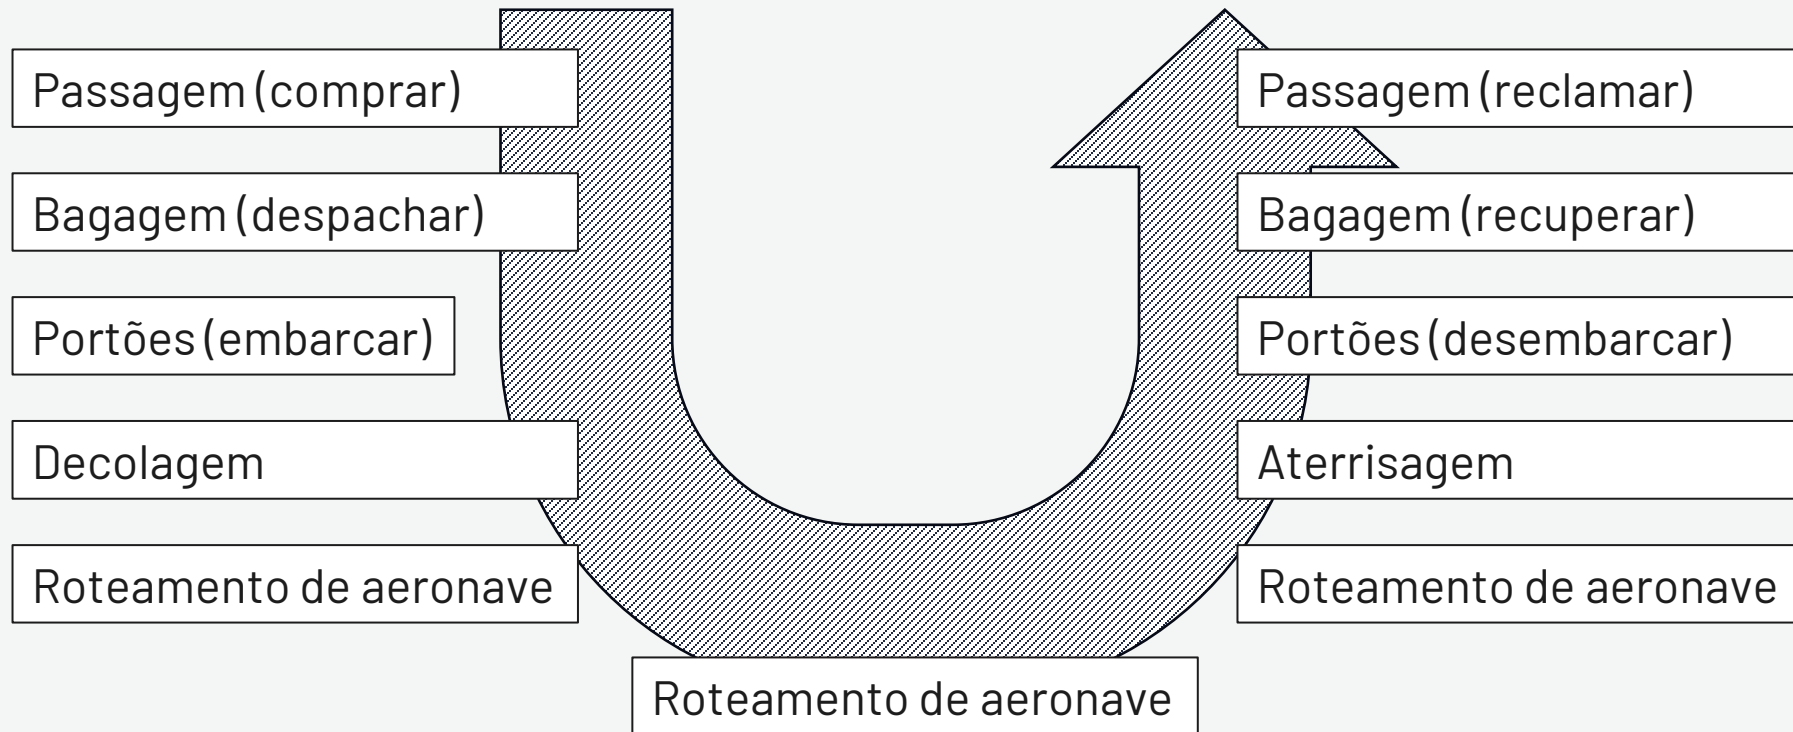 Passagem (comprar)
Bagagem (despachar)
Portões (embarcar)
Decolagem
Roteamento de aeronave
Roteamento de aeronave
Passagem (reclamar)
Bagagem (recuperar)
Portões (desembarcar)
Aterrisagem
Roteamento de aeronave